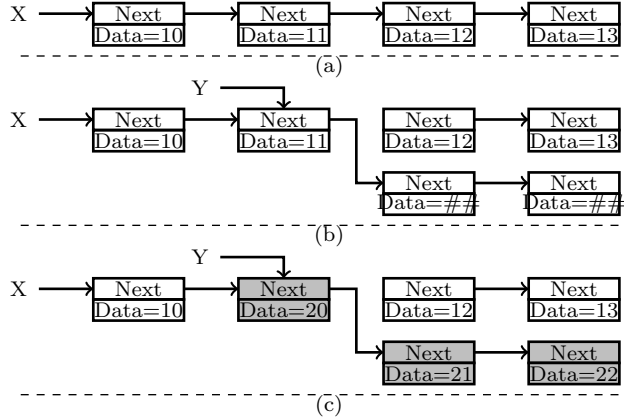 X Next Next Next Next
Data=10 Data=11 Data=12 Data=13
(a)
Y
X Next Next Next Next
Data=10 Data=11 Data=12 Data=13
Next Next
Data=## Data=##
(b)
Y
X Next Next Next Next
Data=10 Data=20 Data=12 Data=13
Next Next
Data=21 Data=22
(c)